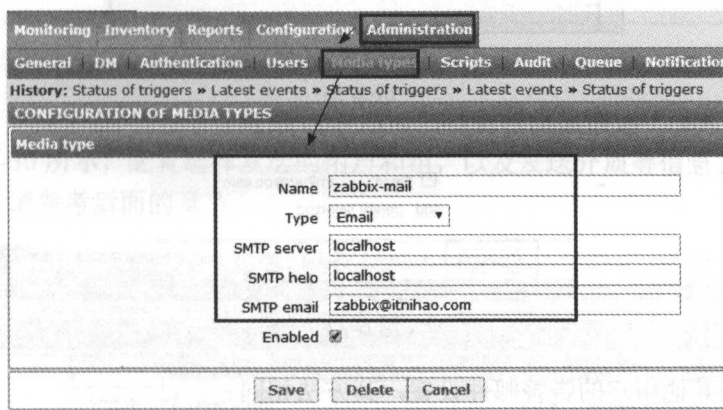 Monitoring Inventory Reports Configuration Administration
General DM Authentication Users Media types Scripts Audit Queue Notification
History: Status of triggers » Latest events » Status of triggers » Latest events » Status of triggers
CONFIGURATION OF MEDIA TYPES
Media type
Name zabbix-mail
Type Email
SMTP server localhost
SMTP helo localhost
SMTP email zabbix@itnihao.com
Enabled
Save Delete Cancel